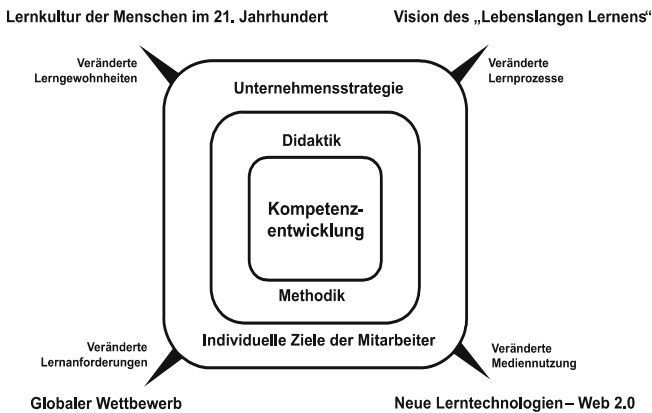 Lernkultur der Menschen im 21. Jahrhundert
Vision des „Lebenslangen Lernens“
Veränderte
Lerngewohnheiten
Veränderte
Lernprozesse
Unternehmensstrategie
Didaktik
Kompetenz-
entwicklung
Methodik
Individuelle Ziele der Mitarbeiter
Veränderte
Lernanforderungen
Veränderte
Mediennutzung
Globaler Wettbewerb
Neue Lerntechnologien – Web 2.0